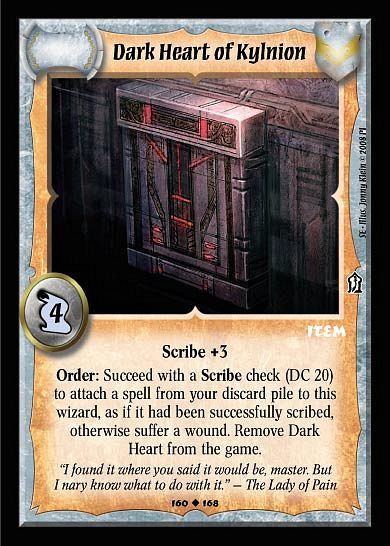 Dark Heart of Kylnion
SE· Illus. Jonny Klein © 2008 PI
4
ITEM
Scribe +3
Order: Succeed with a Scribe check (DC 20)
to attach a spell from your discard pile to this
wizard, as if it had been successfully scribed,
otherwise suffer a wound. Remove Dark
Heart from the game.
“I found it where you said it would be, master. But
I nary know what to do with it.” – The Lady of Pain
160 ◆ 168